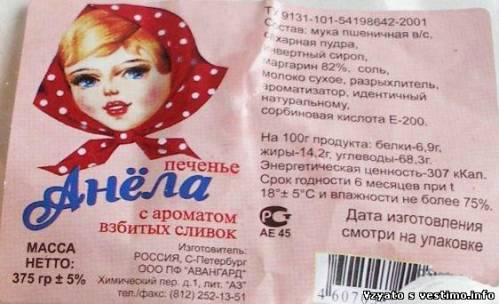 печенье
Анёла
с ароматом
взбитых сливок
МАССА
НЕТТО:
375 гр ± 5%
Изготовитель:
РОССИЯ, С-Петербург
ООО ПФ "АВАНГАРД"
Химический пер. д.1, лит. "АЗ"
тел./факс: (812) 252-13-51
ТУ 9131-101-54198642-2001
Состав: мука пшеничная в/с,
сахарная пудра,
инвертный сироп,
маргарин 82%, соль,
молоко сухое, разрыхлитель,
ароматизатор, идентичный
натуральному,
сорбиновая кислота Е-200.
На 100г продукта: белки-6,9г,
жиры-14,2г, углеводы-68,3г.
Энергетическая ценность-307 кКал.
Срок годности 6 месяцев при t
18°± 5°С и влажности не более 75%.
РС
АЕ 45
Дата изготовления
смотри на упаковке
4 607
Vzyato s vestimo.info